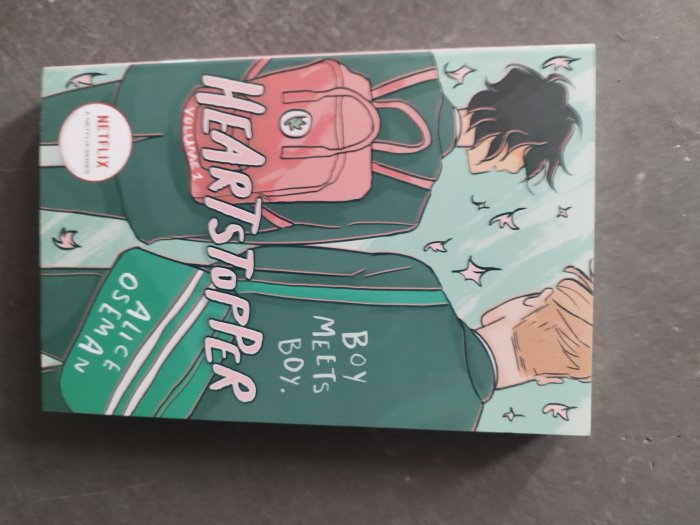 HEARTSTOPPER
VOLUME 1
BOY
MEETS
BOY.
ALICE
OSEMAN
NETFLIX
A NETFLIX SERIES